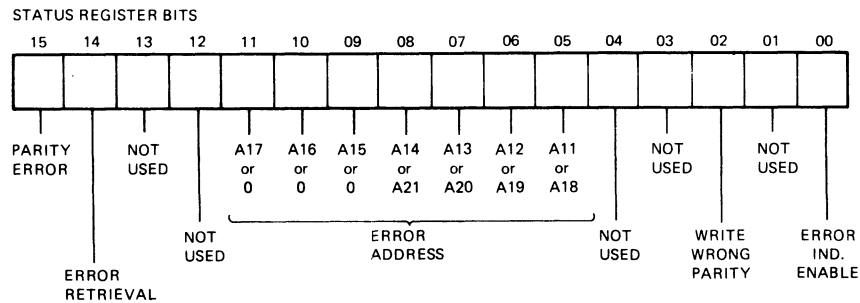 STATUS REGISTER BITS
15 14 13 12 11 10 09 08 07 06 05 04 03 02 01 00
PARITY NOT A17 A16 A15 A14 A13 A12 A11 NOT NOT
ERROR USED or or or or or or or USED USED
0 0 0 A21 A20 A19 A18
NOT ERROR NOT WRITE ERROR
USED ADDRESS USED WRONG IND.
PARITY ENABLE
ERROR
RETRIEVAL